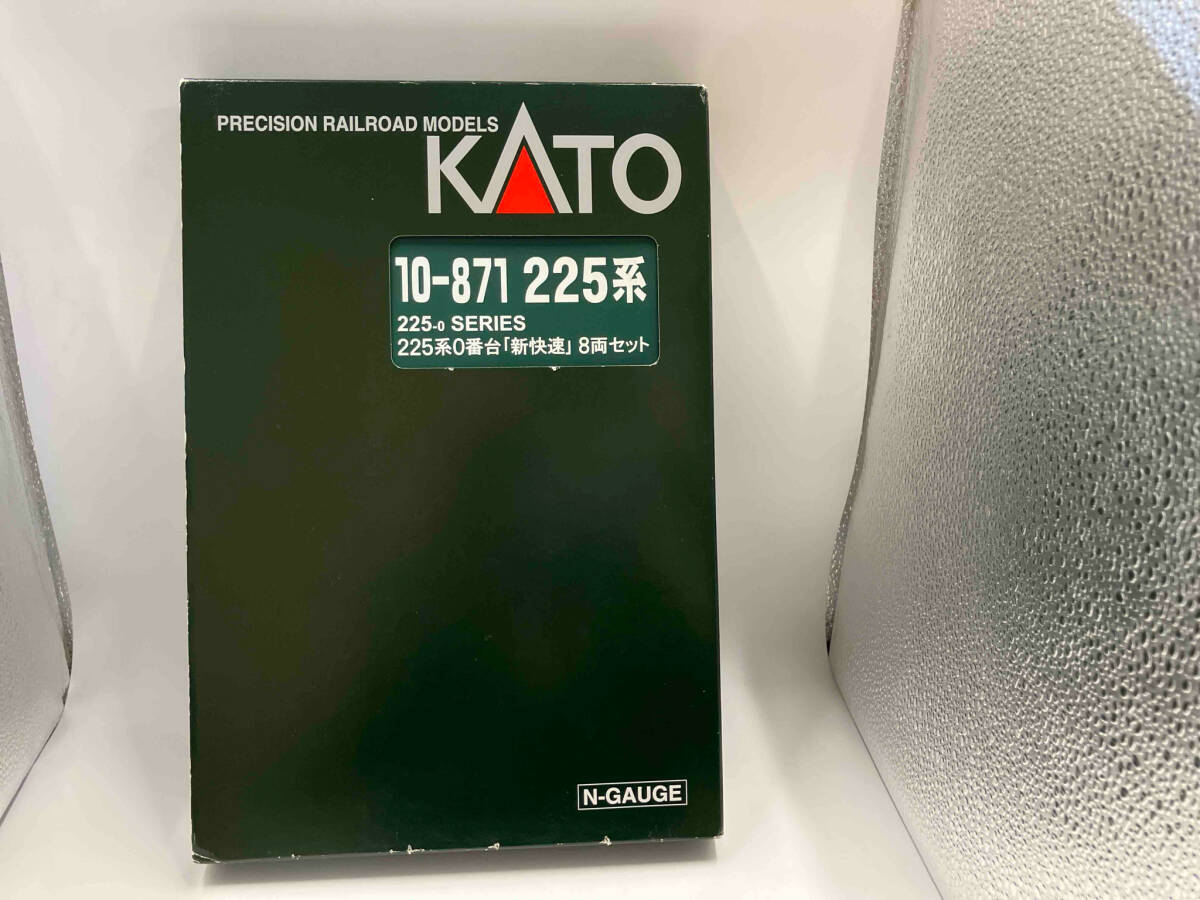 PRECISION RAILROAD MODELS
KATO
10-871 225系
225-0 SERIES
225系0番台「新快速」8両セット
N-GAUGE